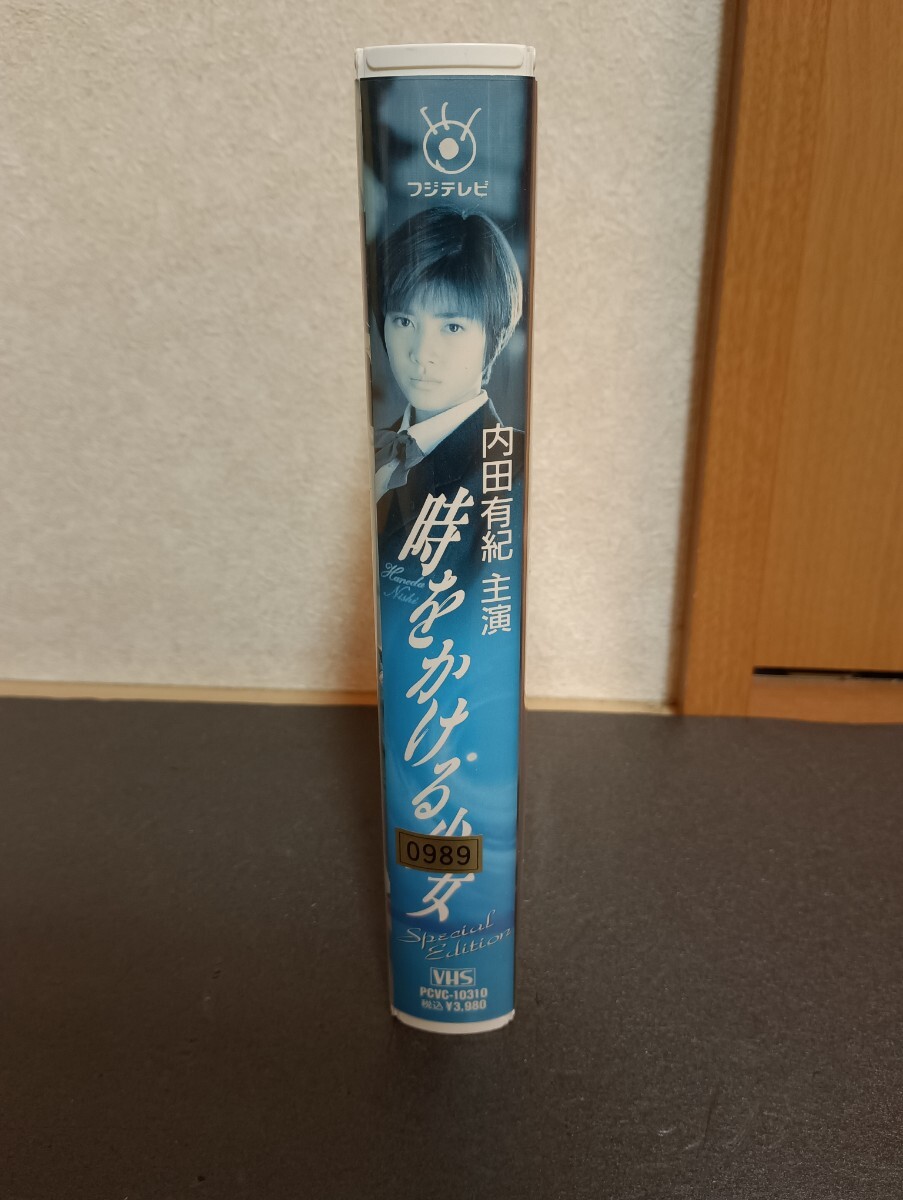 フジテレビ
内田有紀 主演
時をかける少女
Haneda
Nishi
0989
Special
Edition
VHS
PCVC-10310
税込¥3,980